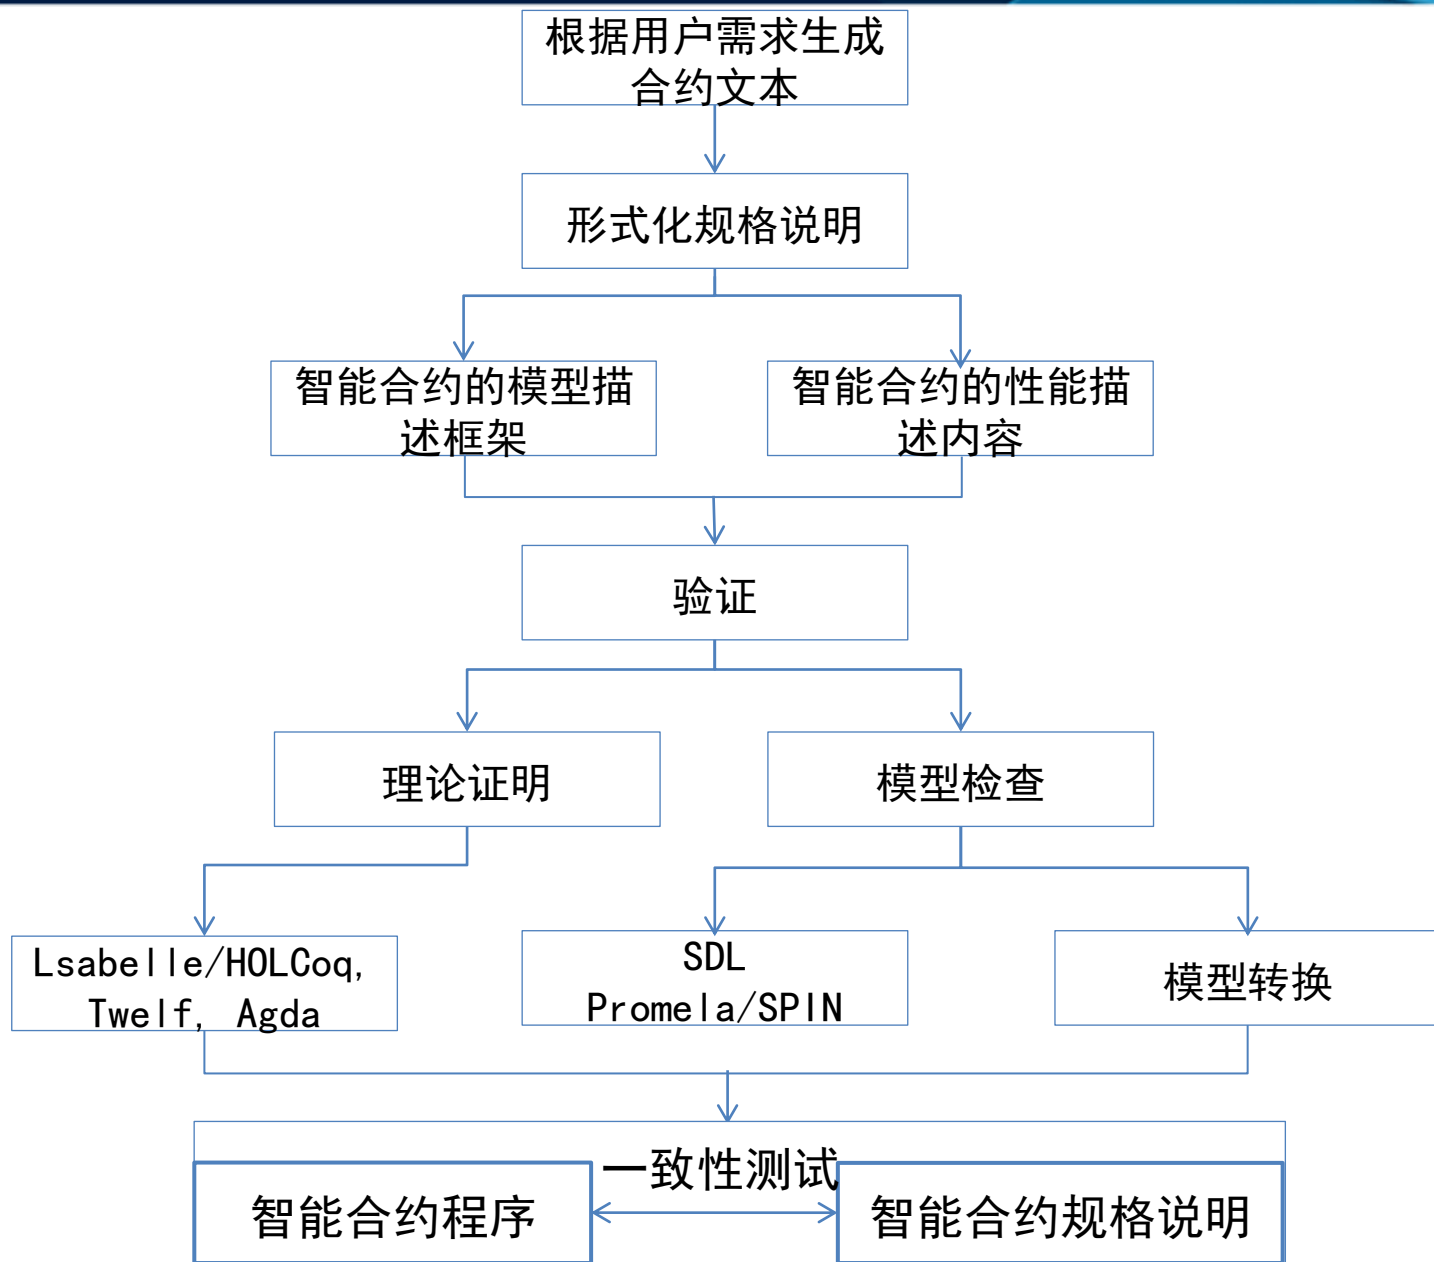 根据用户需求生成
合约文本
形式化规格说明
智能合约的模型描
述框架
智能合约的性能描
述内容
验证
理论证明
模型检查
Lsabelle/HOLCoq,
Twelf, Agda
SDL
Promela/SPIN
模型转换
一致性测试
智能合约程序
智能合约规格说明